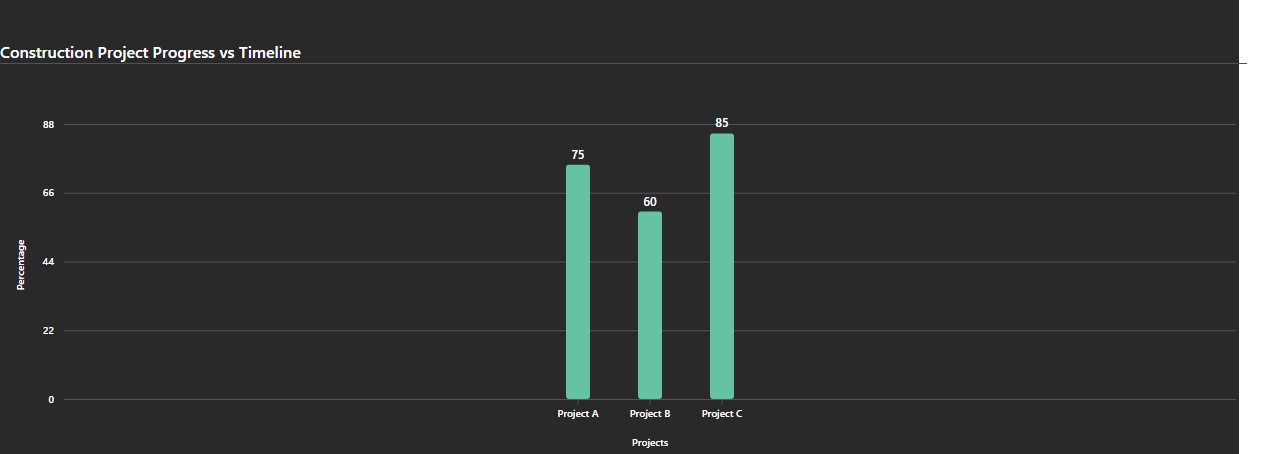 Construction Project Progress vs Timeline
88
85
75
66
60
Percentage
44
22
0
Project A Project B Project C
Projects